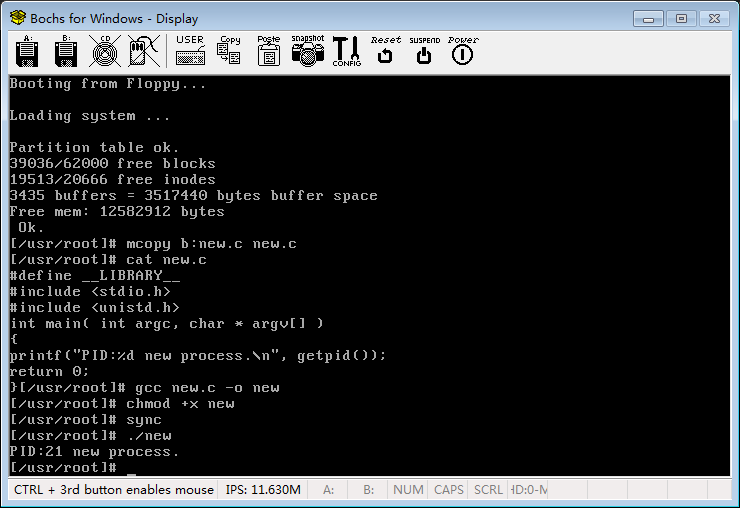 Bochs for Windows - Display
A: B: CD USER Copy Paste snapshot CONFIG Reset SUSPEND Power
Booting from Floppy...
Loading system ...
Partition table ok.
39036/62000 free blocks
19513/20666 free inodes
3435 buffers = 3517440 bytes buffer space
Free mem: 12582912 bytes
Ok.
[/usr/root]# mcopy b:new.c new.c
[/usr/root]# cat new.c
#define __LIBRARY__
#include <stdio.h>
#include <unistd.h>
int main( int argc, char * argv[] )
{
printf("PID:%d new process.\n", getpid());
return 0;
}[/usr/root]# gcc new.c -o new
[/usr/root]# chmod +x new
[/usr/root]# sync
[/usr/root]# ./new
PID:21 new process.
[/usr/root]# _
CTRL + 3rd button enables mouse IPS: 11.630M A: B: NUM CAPS SCRL HD:0-M